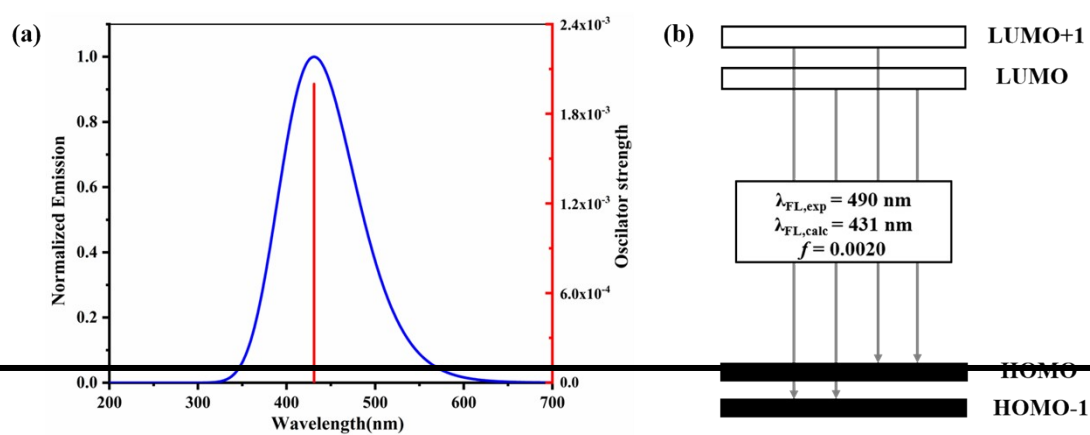 (a)
2.4x10-3
1.8x10-3
1.2x10-3
6.0x10-4
0.0
Oscilator strength
1.0
0.8
0.6
0.4
0.2
0.0
Normalized Emission
200 300 400 500 600 700
Wavelength(nm)
(b)
LUMO+1
LUMO
λFL,exp = 490 nm
λFL,calc = 431 nm
f = 0.0020
HOMO
HOMO-1